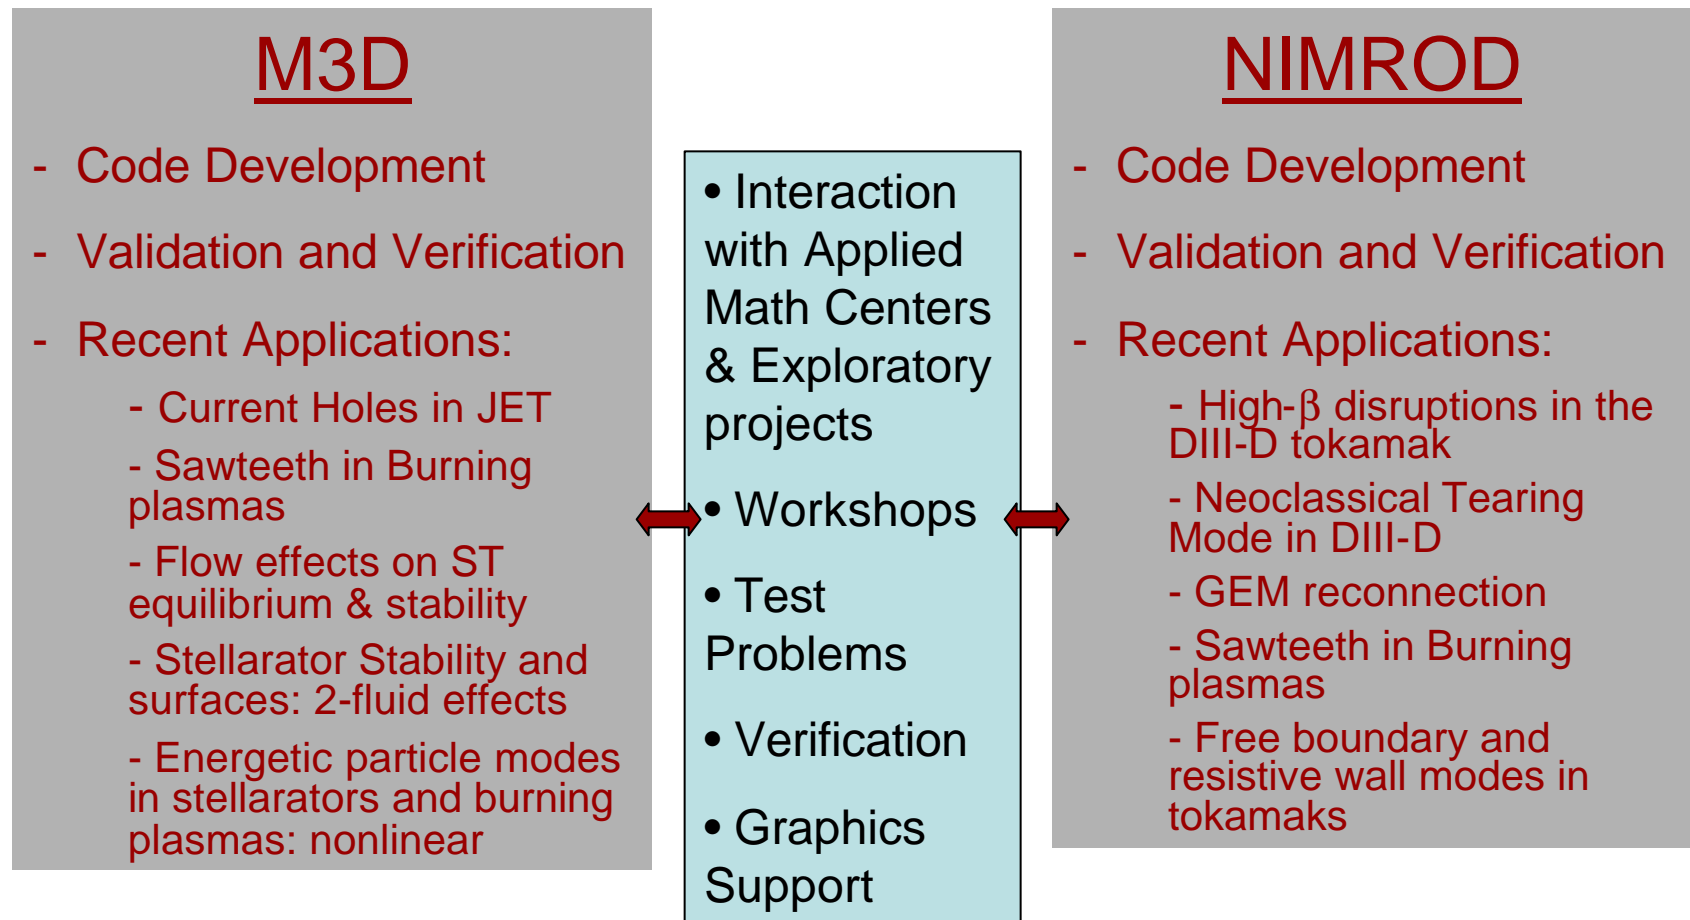 M3D
- Code Development
- Validation and Verification
- Recent Applications:
- Current Holes in JET
- Sawteeth in Burning
plasmas
- Flow effects on ST
equilibrium & stability
- Stellarator Stability and
surfaces: 2-fluid effects
- Energetic particle modes
in stellarators and burning
plasmas: nonlinear
• Interaction
with Applied
Math Centers
& Exploratory
projects
• Workshops
• Test
Problems
• Verification
• Graphics
Support
NIMROD
- Code Development
- Validation and Verification
- Recent Applications:
- High-β disruptions in the
DIII-D tokamak
- Neoclassical Tearing
Mode in DIII-D
- GEM reconnection
- Sawteeth in Burning
plasmas
- Free boundary and
resistive wall modes in
tokamaks